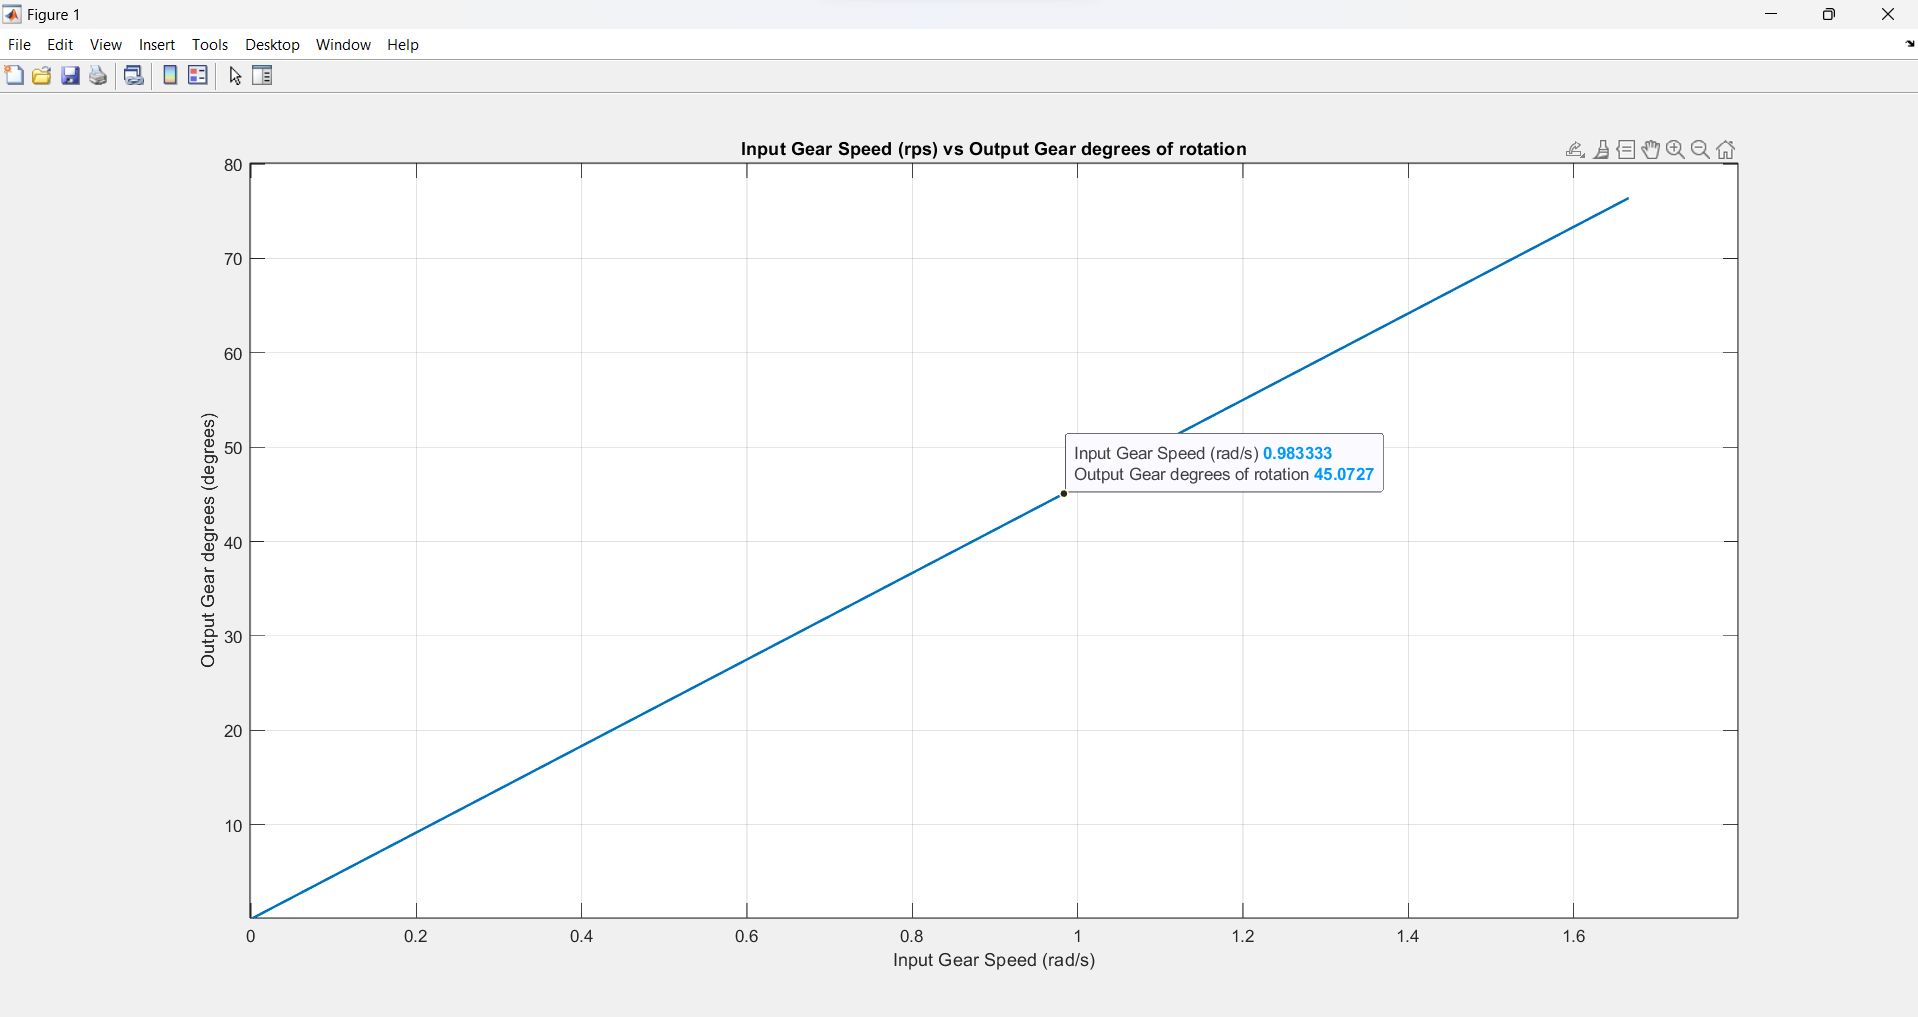 Figure 1
File Edit View Insert Tools Desktop Window Help
Input Gear Speed (rps) vs Output Gear degrees of rotation
80
70
60
50
40
30
20
10
Output Gear degrees (degrees)
Input Gear Speed (rad/s) 0.983333
Output Gear degrees of rotation 45.0727
0 0.2 0.4 0.6 0.8 1 1.2 1.4 1.6
Input Gear Speed (rad/s)